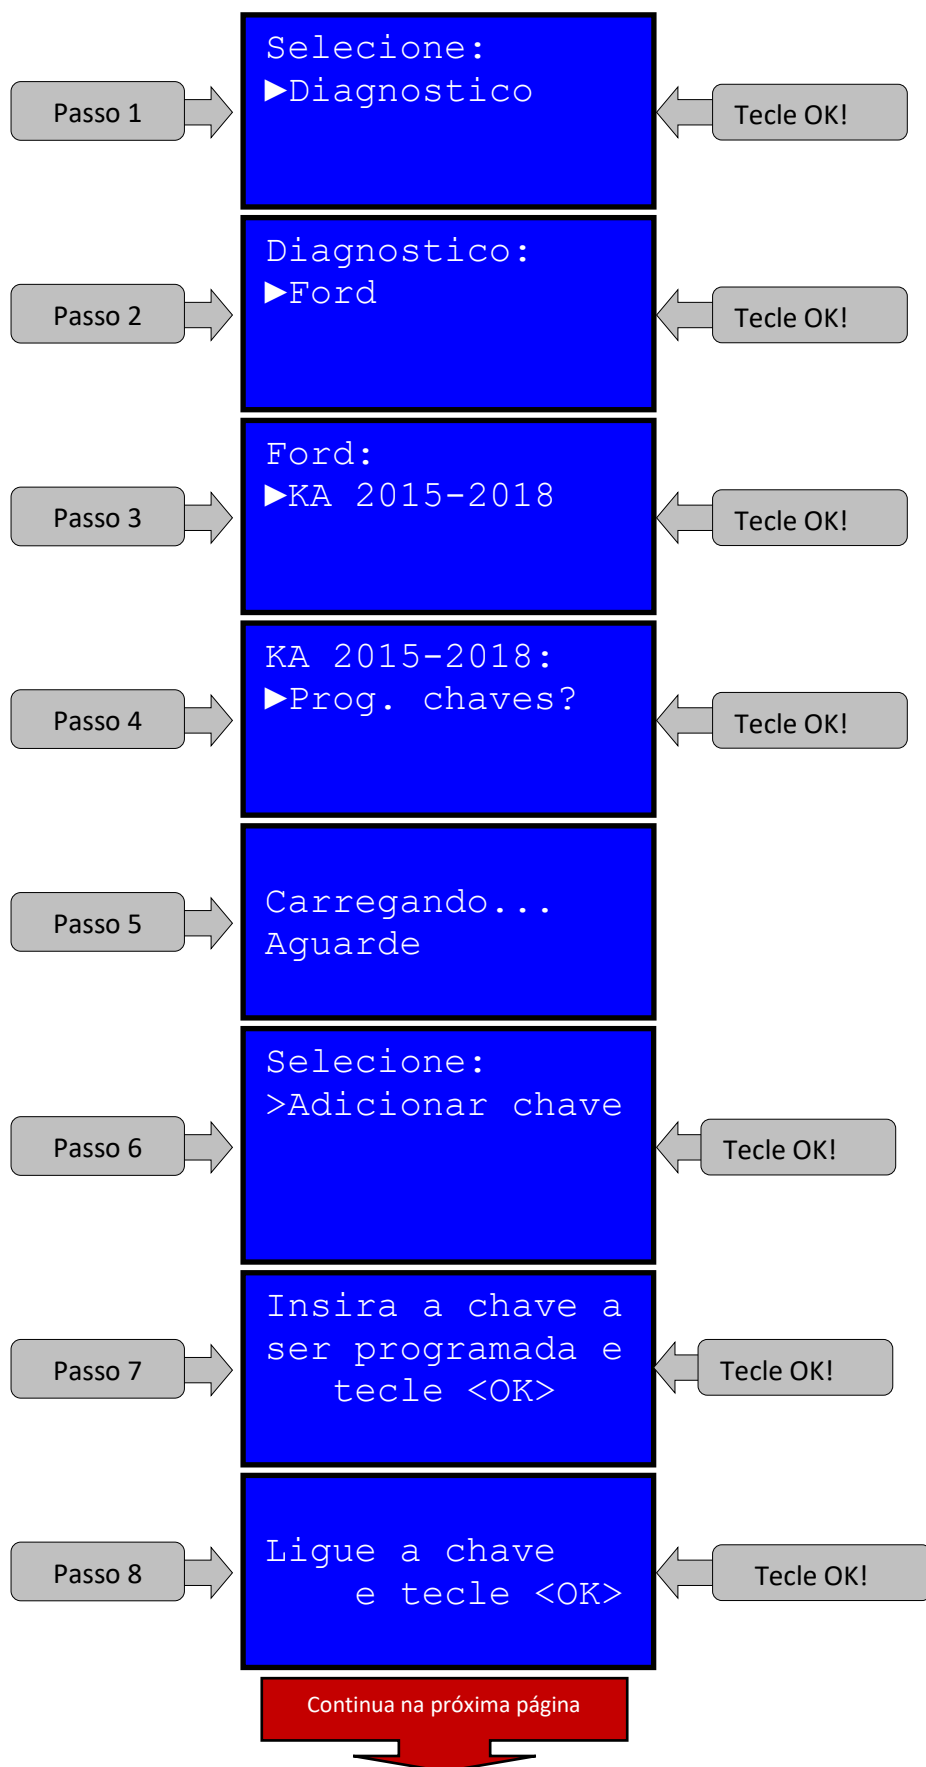 Selecione:
►Diagnostico
Passo 1
Tecle OK!
Diagnostico:
►Ford
Passo 2
Tecle OK!
Ford:
►KA 2015-2018
Passo 3
Tecle OK!
KA 2015-2018:
►Prog. chaves?
Passo 4
Tecle OK!
Carregando...
Aguarde
Passo 5
Selecione:
>Adicionar chave
Passo 6
Tecle OK!
Insira a chave a
ser programada e
tecle <OK>
Passo 7
Tecle OK!
Ligue a chave
e tecle <OK>
Passo 8
Tecle OK!
Continua na próxima página